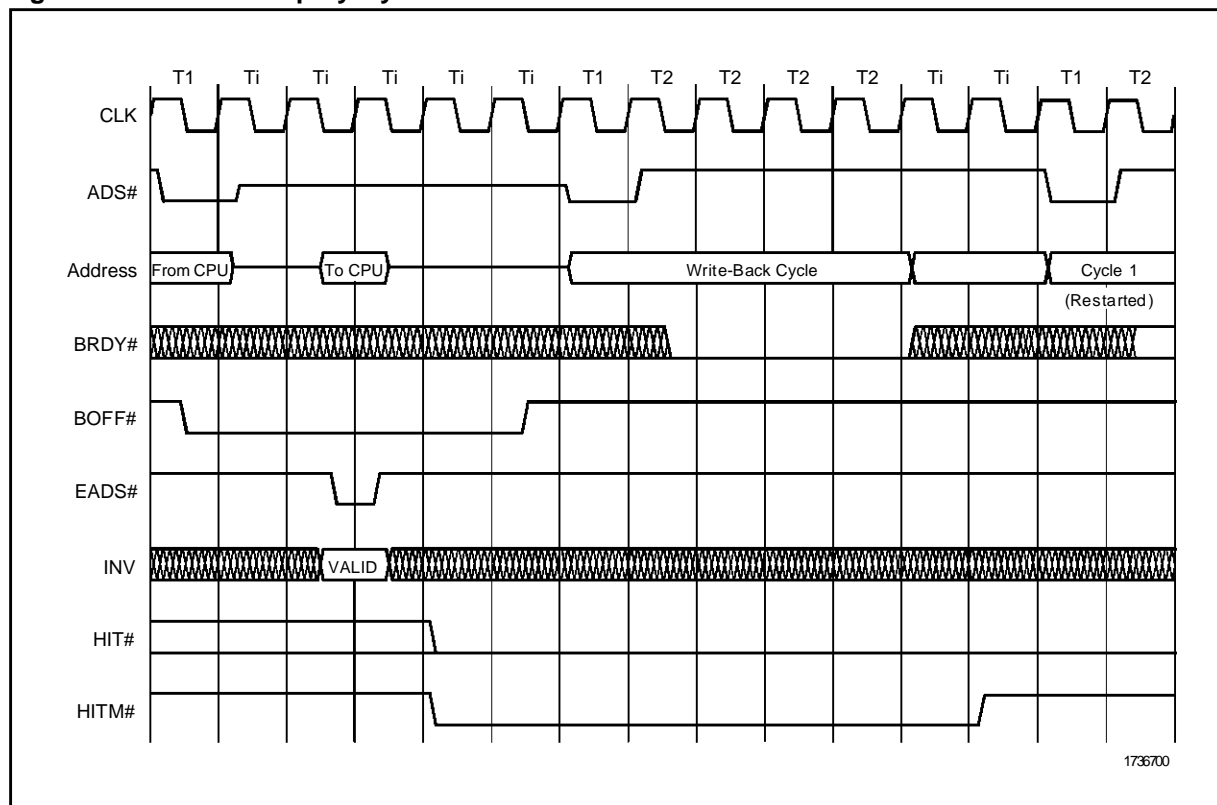 T1 Ti Ti Ti Ti Ti T1 T2 T2 T2 T2 Ti Ti T1 T2
CLK
ADS#
Address From CPU To CPU Write-Back Cycle Cycle 1
(Restarted)
BRDY#
BOFF#
EADS#
INV VALID
HIT#
HITM#
1736700